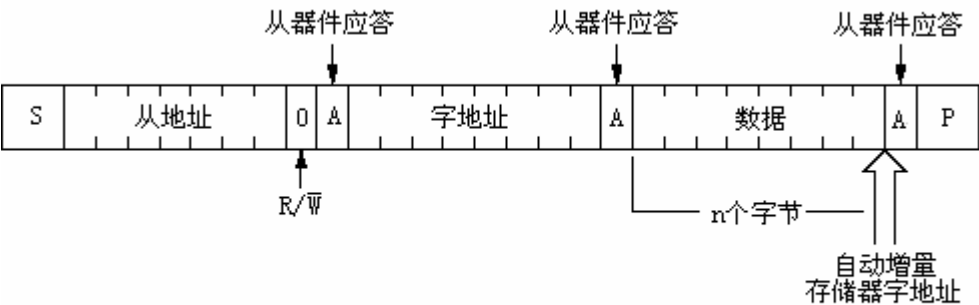 从器件应答 从器件应答 从器件应答
S 从地址 0 A 字地址 A 数据 A P
R/W̅
n个字节
自动增量
存储器字地址